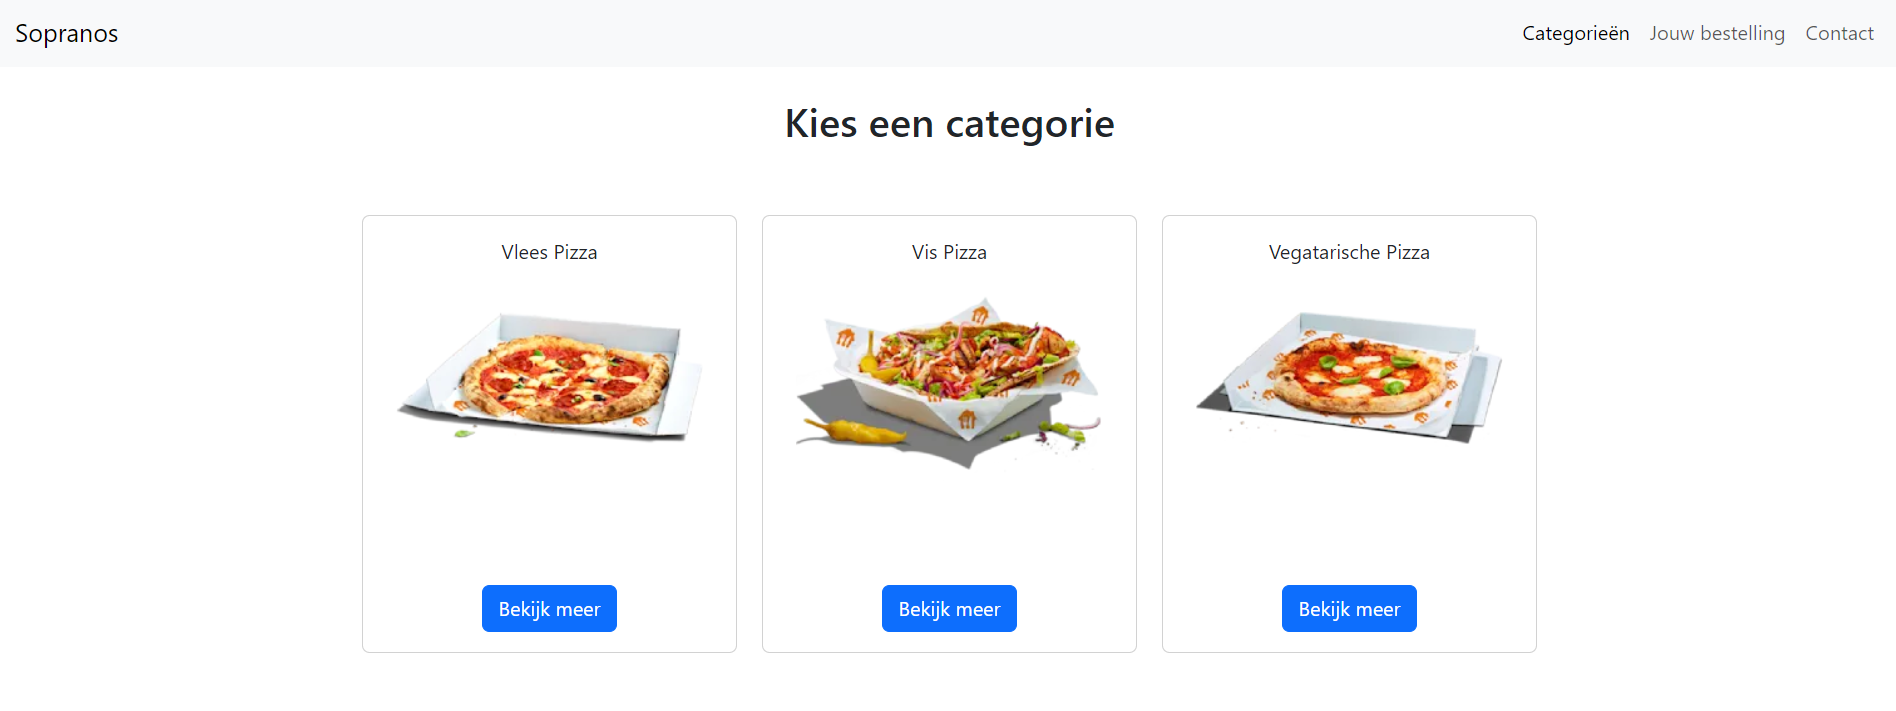 Sopranos
Categorieën Jouw bestelling Contact
Kies een categorie
Vlees Pizza
Vis Pizza
Vegatarische Pizza
Bekijk meer
Bekijk meer
Bekijk meer